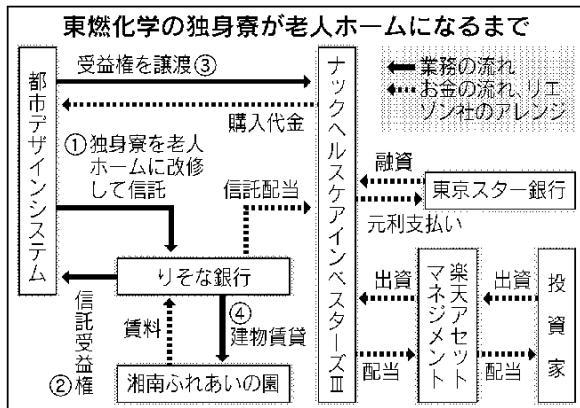 東燃化学の独身寮が老人ホームになるまで
都市デザインシステム
受益権を譲渡③
購入代金
①独身寮を老人
ホームに改修
して信託
信託配当
りそな銀行
信託受益権
②
賃料
④
建物賃貸
湘南ふれあいの園
ナックヘルスケアインベスターズⅢ
業務の流れ
お金の流れ、リエ
ゾン社のアレンジ
融資
東京スター銀行
元利支払い
出資
楽天アセット
マネジメント
出資
投資家
配当
配当